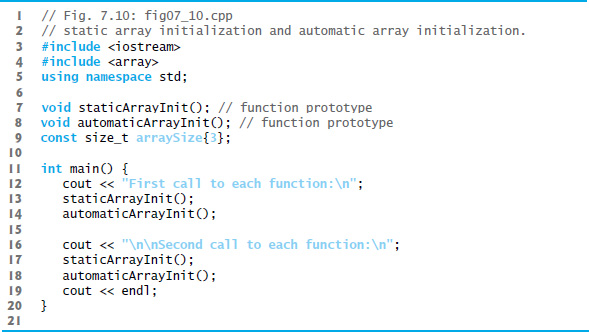 1 // Fig. 7.10: fig07_10.cpp
2 // static array initialization and automatic array initialization.
3 #include <iostream>
4 #include <array>
5 using namespace std;
6
7 void staticArrayInit(); // function prototype
8 void automaticArrayInit(); // function prototype
9 const size_t arraySize{3};
10
11 int main() {
12 cout << "First call to each function:\n";
13 staticArrayInit();
14 automaticArrayInit();
15
16 cout << "\n\nSecond call to each function:\n";
17 staticArrayInit();
18 automaticArrayInit();
19 cout << endl;
20 }
21